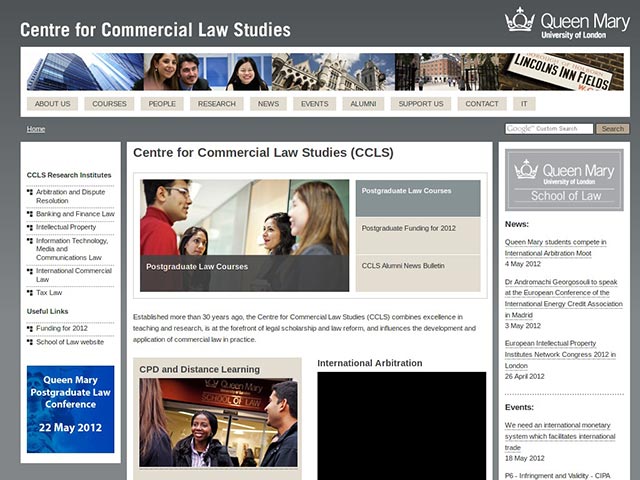 Centre for Commercial Law Studies
Queen Mary
University of London
LINCOLN'S INN FIELDS
ABOUT US
COURSES
PEOPLE
RESEARCH
NEWS
EVENTS
ALUMNI
SUPPORT US
CONTACT
IT
Home
Google Custom Search
Search
CCLS Research Institutes
Arbitration and Dispute
Resolution
Banking and Finance Law
Intellectual Property
Information Technology,
Media and
Communications Law
International Commercial
Law
Tax Law
Useful Links
Funding for 2012
School of Law website
Queen Mary
Postgraduate Law
Conference
22 May 2012
Centre for Commercial Law Studies (CCLS)
Postgraduate Law Courses
Postgraduate Law Courses
Postgraduate Funding for 2012
CCLS Alumni News Bulletin
Established more than 30 years ago, the Centre for Commercial Law Studies (CCLS) combines excellence in
teaching and research, is at the forefront of legal scholarship and law reform, and influences the development and
application of commercial law in practice.
CPD and Distance Learning
Queen Mary
SCHOOL OF LAW
International Arbitration
Queen Mary
University of London
School of Law
News:
Queen Mary students compete in
International Arbitration Moot
4 May 2012
Dr Andromachi Georgosouli to speak
at the European Conference of the
International Energy Credit Association
in Madrid
3 May 2012
European Intellectual Property
Institutes Network Congress 2012 in
London
26 April 2012
Events:
We need an international monetary
system which facilitates international
trade
18 May 2012
P6 - Infringment and Validity - CIPA